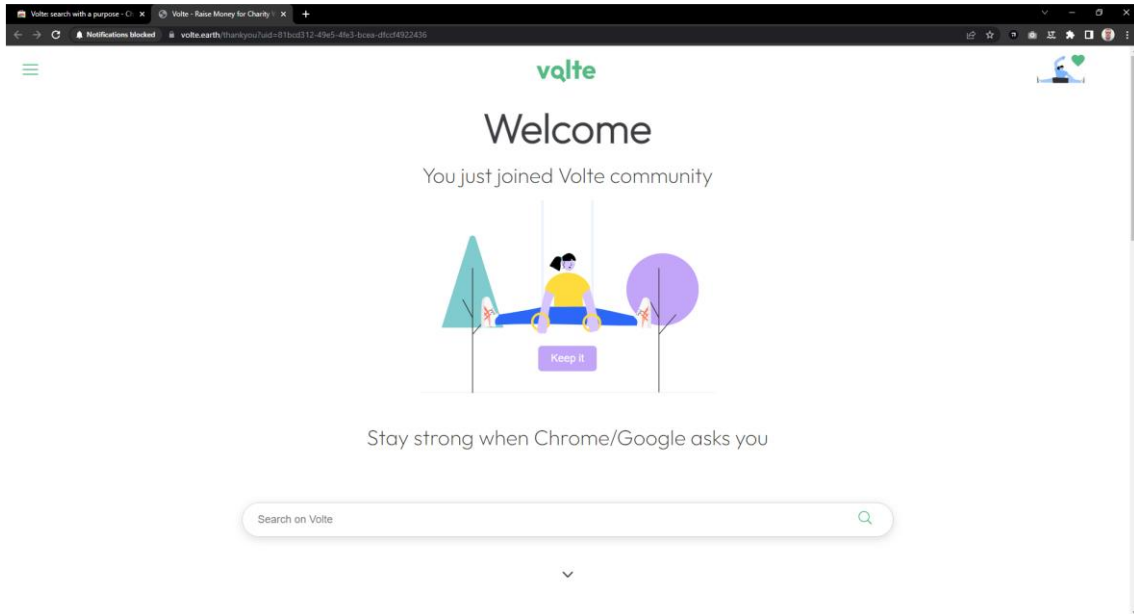 Volte: search with a purpose - Ch
Volte - Raise Money for Charity
Notifications blocked
volte.earth/thankyou?uid=81bcd312-49e5-4fe3-bcea-dfccf4922436
volte
Welcome
You just joined Volte community
Keep it
Stay strong when Chrome/Google asks you
Search on Volte